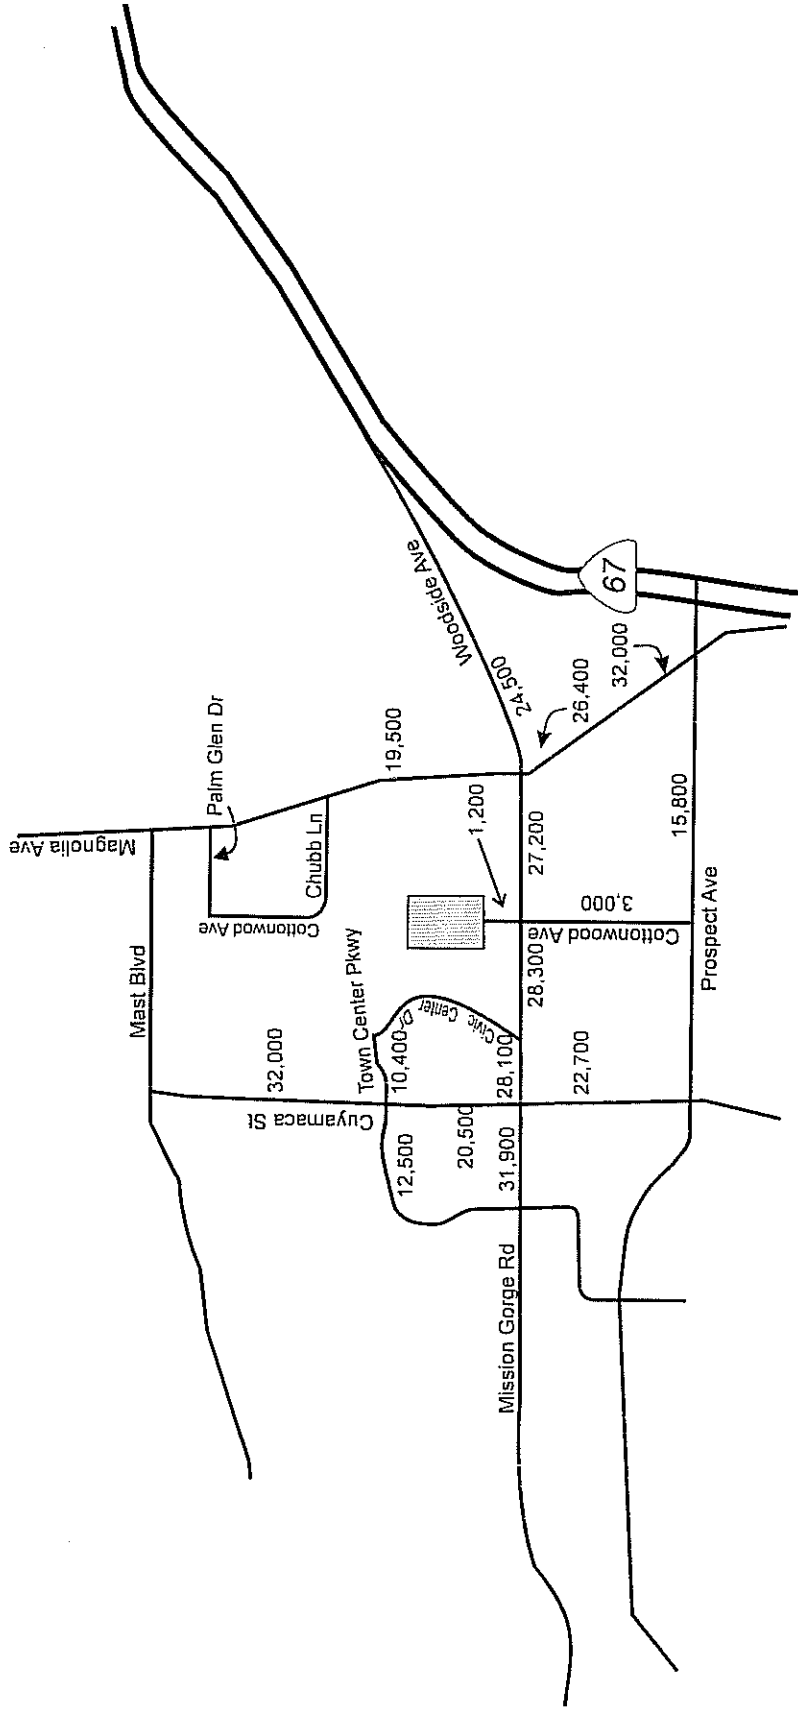 Magnolia Ave
Palm Glen Dr
Mast Blvd
Cottonwod Ave
Chubb Ln
19,500
Woodside Ave
24,500
67
32,000
Town Center Pkwy
10,400
Civic Center Dr
Cuyamaca St
12,500
20,500
1,200
26,400
32,000
Mission Gorge Rd
31,900
28,100
28,300
27,200
22,700
Cottonwood Ave
3,000
15,800
Prospect Ave